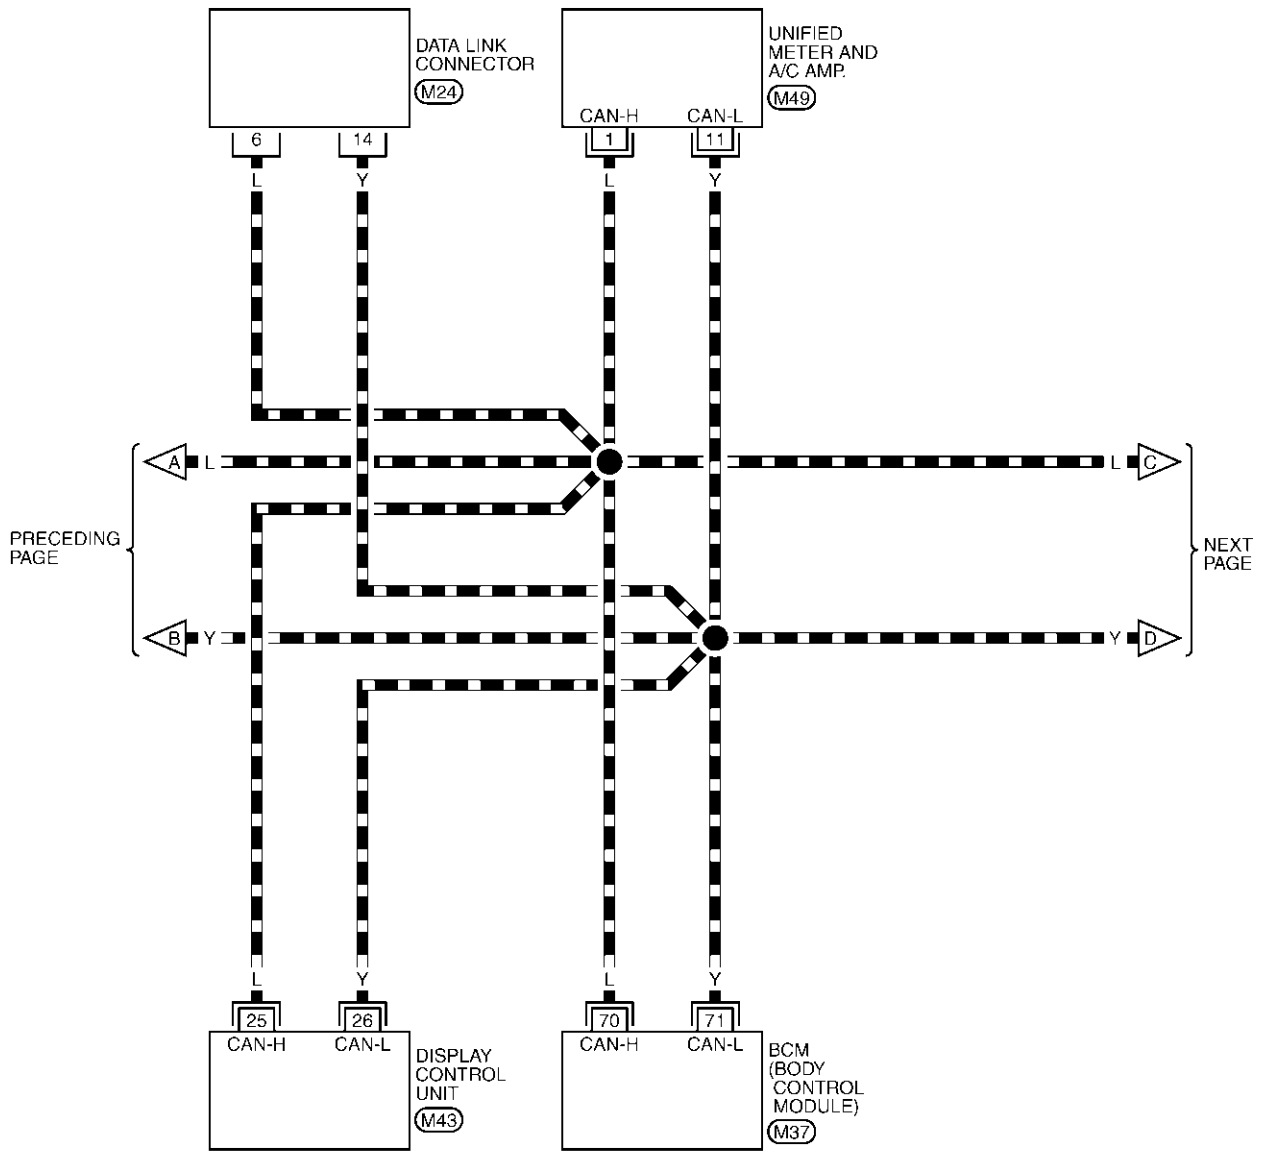 DATA LINK
CONNECTOR
M24
UNIFIED
METER AND
A/C AMP.
M49
CAN-H CAN-L
6 14 1 11
L Y L Y
A L L C
PRECEDING
PAGE
NEXT
PAGE
B Y Y D
L Y L Y
25 26 70 71
CAN-H CAN-L CAN-H CAN-L
DISPLAY
CONTROL
UNIT
M43
BCM
(BODY
CONTROL
MODULE)
M37